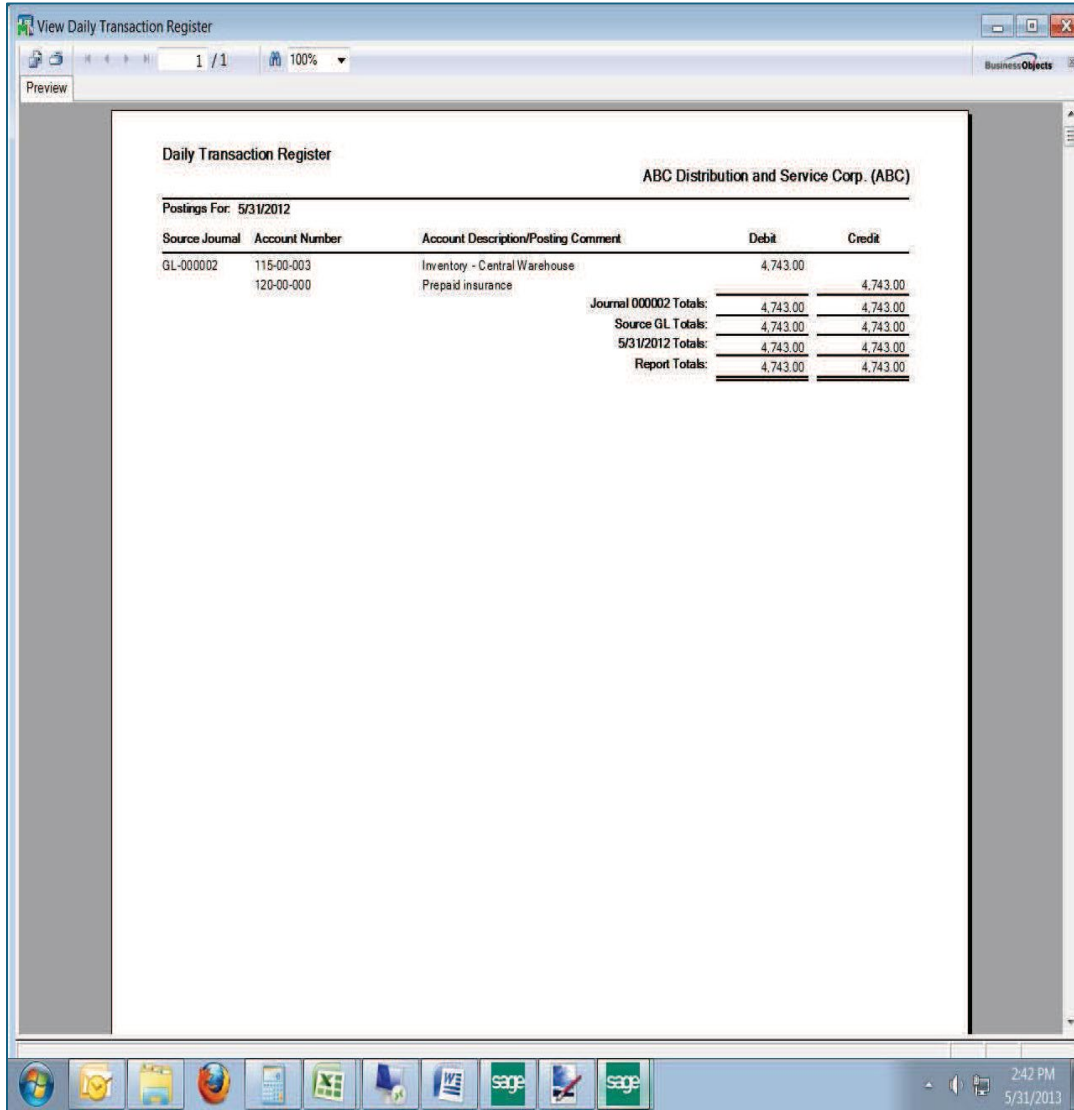 View Daily Transaction Register
1 /1 100% BusinessObjects
Preview
Daily Transaction Register
ABC Distribution and Service Corp. (ABC)
Postings For: 5/31/2012
Source Journal Account Number Account Description/Posting Comment Debit Credit
GL-000002 115-00-003 Inventory - Central Warehouse 4,743.00
120-00-000 Prepaid insurance 4,743.00
Journal 000002 Totals: 4,743.00 4,743.00
Source GL Totals: 4,743.00 4,743.00
5/31/2012 Totals: 4,743.00 4,743.00
Report Totals: 4,743.00 4,743.00
sage sage
2:42 PM
5/31/2013